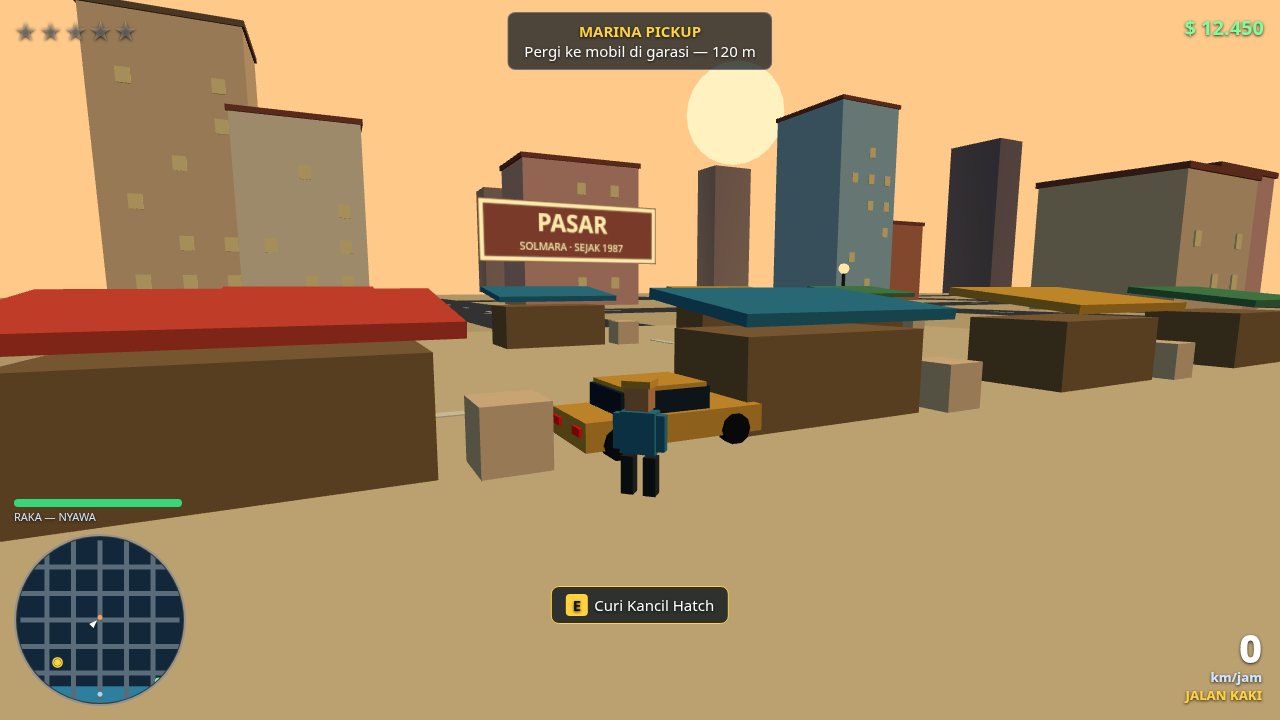 MARINA PICKUP
Pergi ke mobil di garasi — 120 m
$ 12.450
PASAR
SOLMARA · SEJAK 1987
RAKA — NYAWA
E Curi Kancil Hatch
0
km/jam
JALAN KAKI